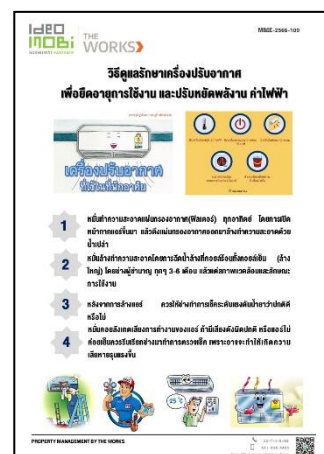 ideo
mobi
THE
WORKS
MBEE-2566-109
วิธีดูแลรักษาเครื่องปรับอากาศ
เพื่อยืดอายุการใช้งาน และประหยัดพลังงาน ค่าไฟฟ้า
เครื่องปรับอากาศ
1
หมั่นทำความสะอาดแผ่นกรองอากาศ(ฟิลเตอร์) ทุกอาทิตย์ โดยการเปิด
หน้ากากแอร์ขึ้นมา แล้วดึงแผ่นกรองอากาศออกมาล้างทำความสะอาดด้วย
น้ำเปล่า
2
หมั่นล้างทำความสะอาดโดยการฉีดน้ำล้างที่คอล์ยร้อนทั้งคอล์ยเย็น (ล้าง
ใหญ่) โดยช่างผู้ชำนาญ ทุกๆ 3-6 เดือน แล้วแต่สภาพแวดล้อมและลักษณะ
การใช้งาน
3
หลังจากการล้างแอร์ ควรให้ช่างทำการเช็คระดับแรงดันน้ำยาว่าปกติดี
หรือไม่
4
หมั่นคอยสังเกตเสียงการทำงานของแอร์ ถ้ามีเสียงดังผิดปกติ หรือแอร์ไม่
ค่อยเย็นควรรีบเรียกช่างมาทำการตรวจเช็ค เพราะอาจจะทำให้เกิดความ
เสียหายรุนแรงขึ้น
25 °C
PROPERTY MANAGEMENT BY THE WORKS